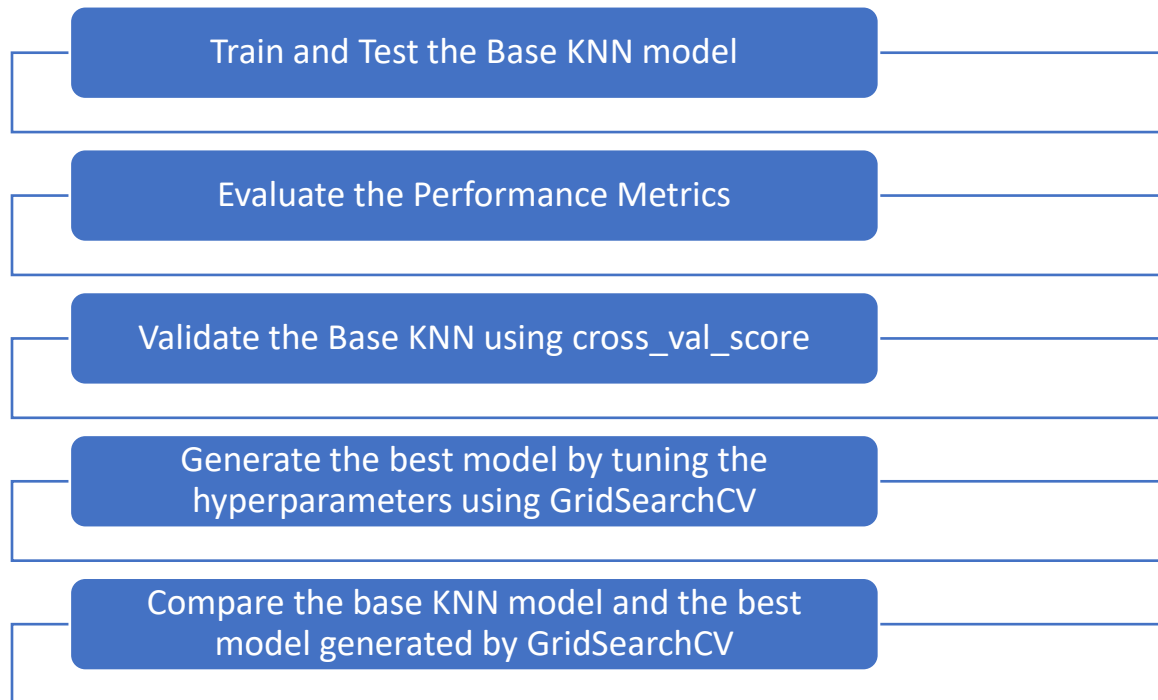 Train and Test the Base KNN model
Evaluate the Performance Metrics
Validate the Base KNN using cross_val_score
Generate the best model by tuning the
hyperparameters using GridSearchCV
Compare the base KNN model and the best
model generated by GridSearchCV